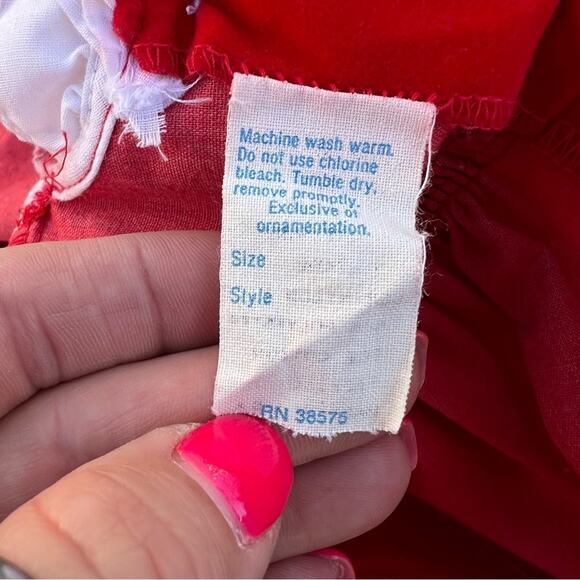 Machine wash warm.
Do not use chlorine
bleach. Tumble dry,
remove promptly.
Exclusive of
ornamentation.
Size
Style
RN 38575